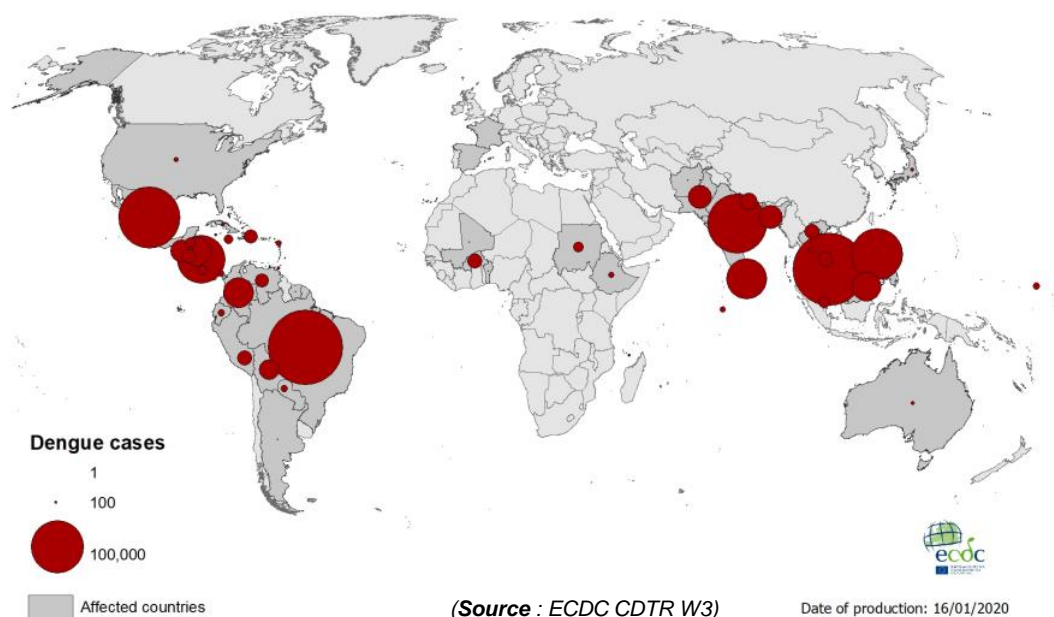 Dengue cases
1
100
100,000
Affected countries
(Source : ECDC CDTR W3)
ecdc
Date of production: 16/01/2020